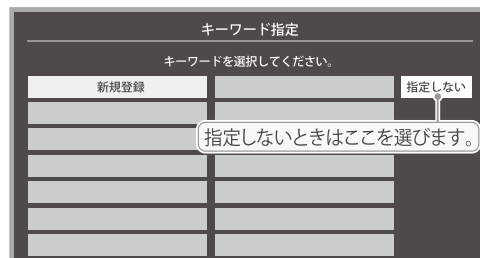 キーワード指定
キーワードを選択してください。
新規登録
指定しない
指定しないときはここを選びます。